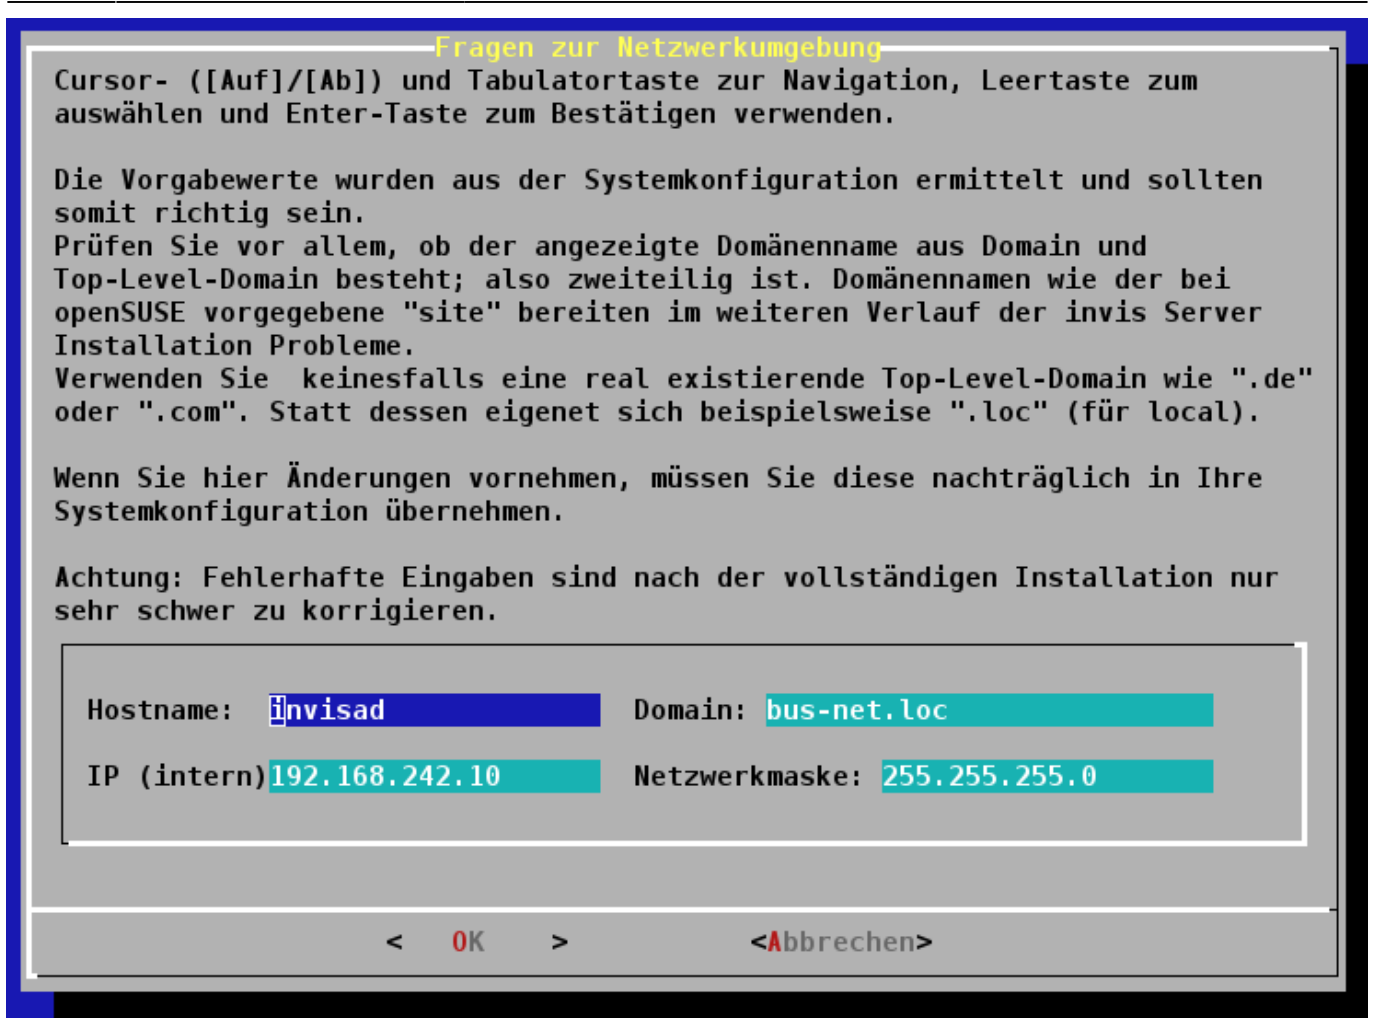 Fragen zur Netzwerkumgebung
Cursor- ([Auf]/[Ab]) und Tabulatortaste zur Navigation, Leertaste zum
auswählen und Enter-Taste zum Bestätigen verwenden.
Die Vorgabewerte wurden aus der Systemkonfiguration ermittelt und sollten
somit richtig sein.
Prüfen Sie vor allem, ob der angezeigte Domänenname aus Domain und
Top-Level-Domain besteht; also zweiteilig ist. Domänennamen wie der bei
openSUSE vorgegebene "site" bereiten im weiteren Verlauf der invis Server
Installation Probleme.
Verwenden Sie  keinesfalls eine real existierende Top-Level-Domain wie ".de"
oder ".com". Statt dessen eigenet sich beispielsweise ".loc" (für local).
Wenn Sie hier Änderungen vornehmen, müssen Sie diese nachträglich in Ihre
Systemkonfiguration übernehmen.
Achtung: Fehlerhafte Eingaben sind nach der vollständigen Installation nur
sehr schwer zu korrigieren.
Hostname: invisad Domain: bus-net.loc
IP (intern)192.168.242.10 Netzwerkmaske: 255.255.255.0
< OK > <Abbrechen>